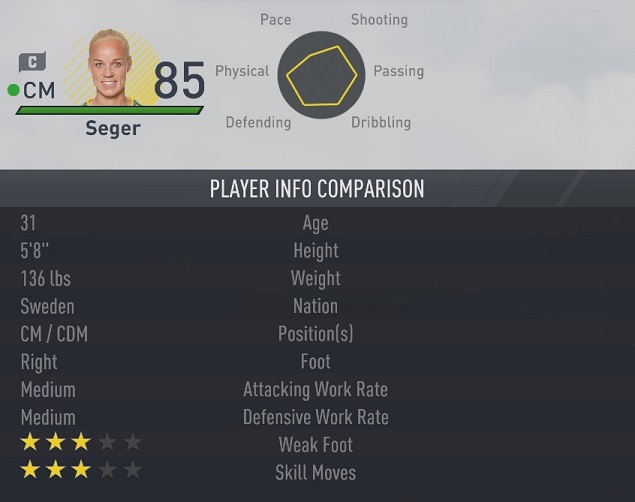 Pace Shooting
C
CM 85 Physical Passing
Seger Defending Dribbling
PLAYER INFO COMPARISON
31 Age
5'8" Height
136 lbs Weight
Sweden Nation
CM / CDM Position(s)
Right Foot
Medium Attacking Work Rate
Medium Defensive Work Rate
Weak Foot
Skill Moves